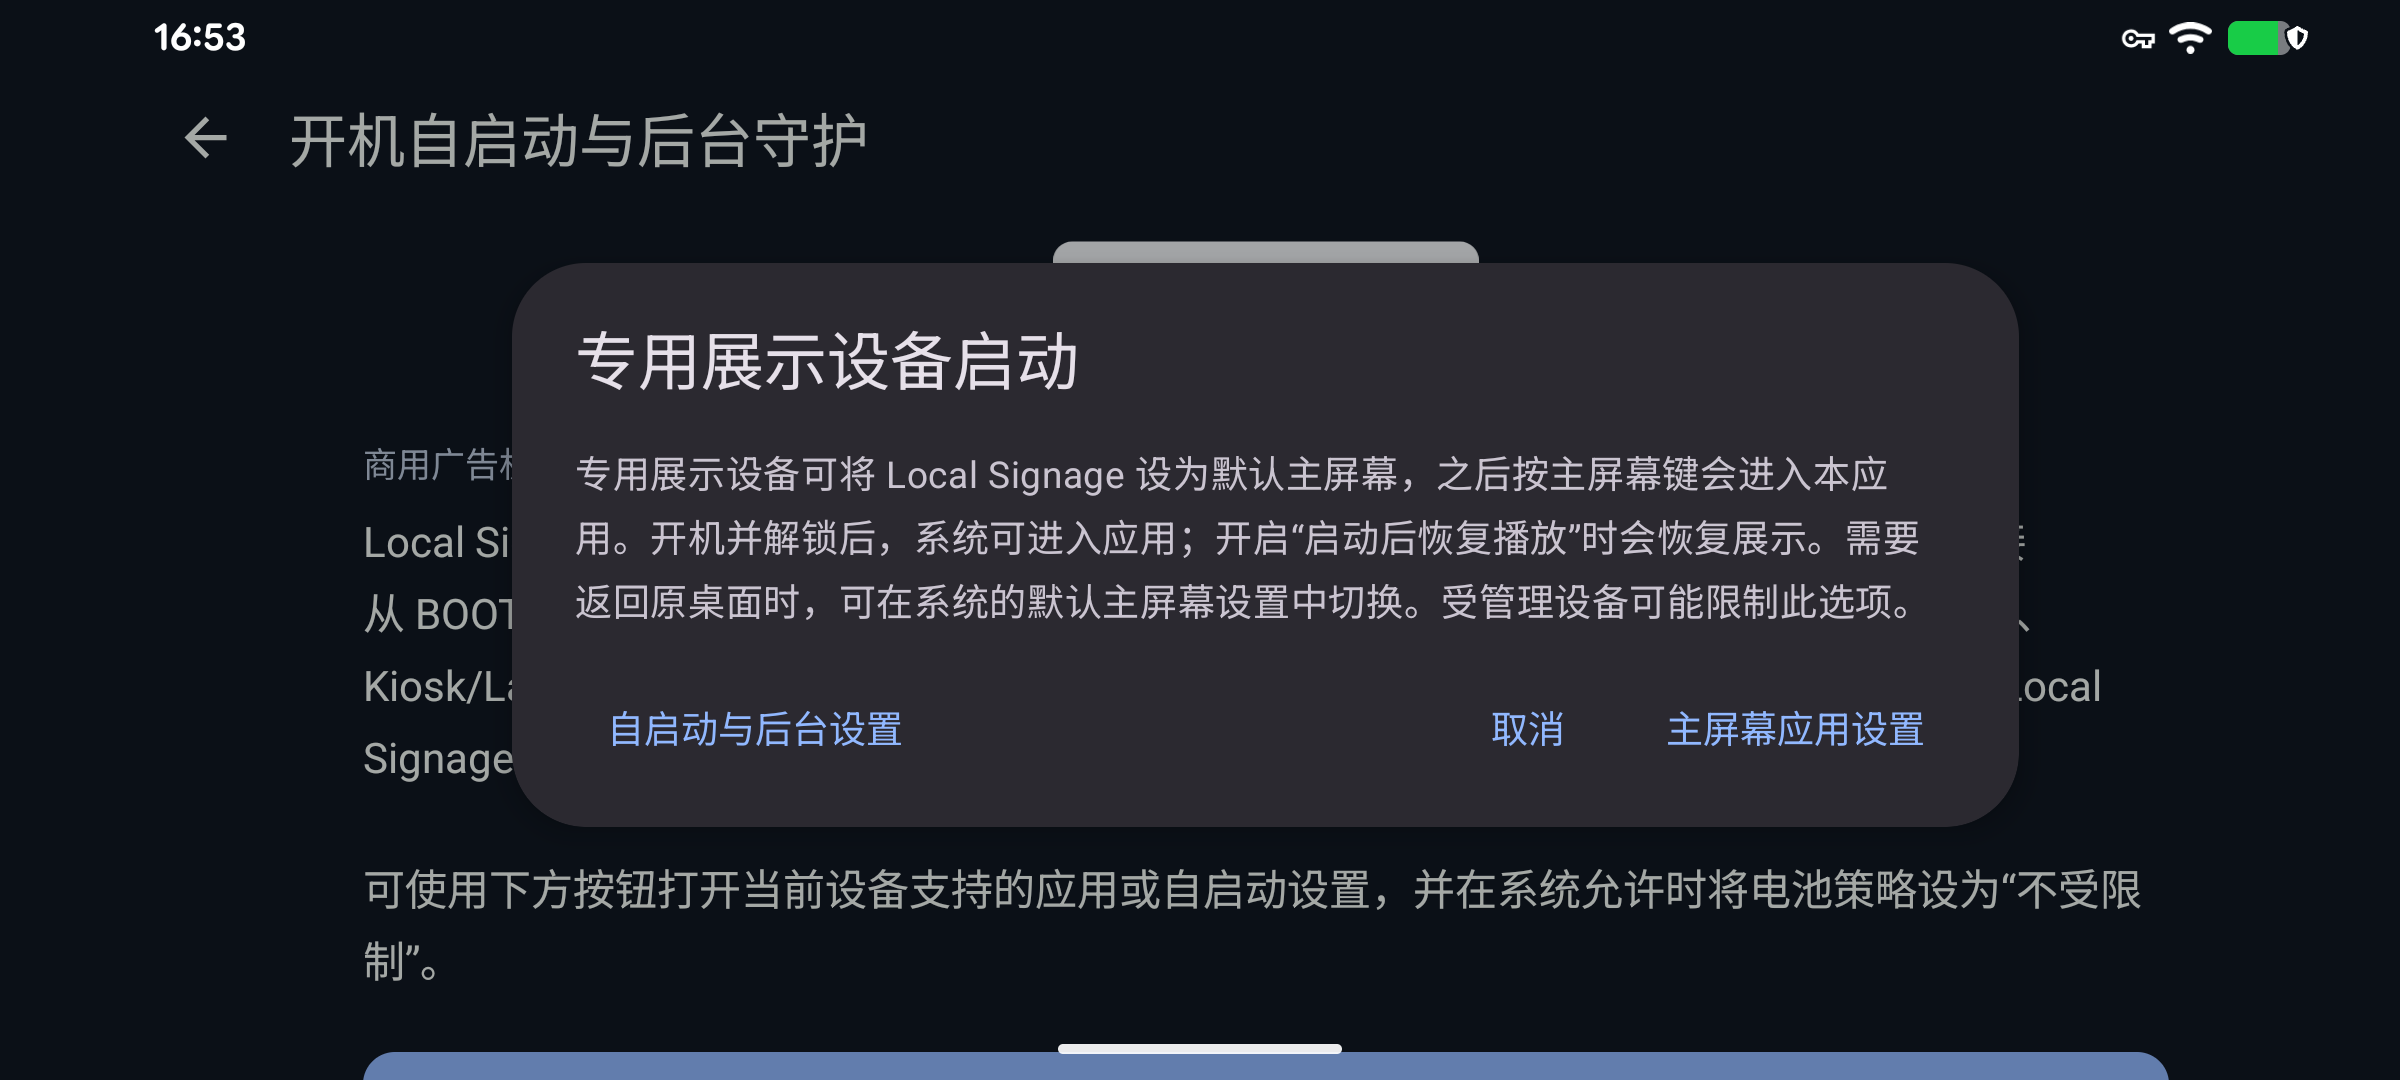 16:53
开机自启动与后台守护
专用展示设备启动
商用广告
专用展示设备可将 Local Signage 设为默认主屏幕，之后按主屏幕键会进入本应
用。开机并解锁后，系统可进入应用；开启“启动后恢复播放”时会恢复展示。需要
返回原桌面时，可在系统的默认主屏幕设置中切换。受管理设备可能限制此选项。
Local Si
从 BOOT
Kiosk/La
Local
Signage
自启动与后台设置
取消
主屏幕应用设置
可使用下方按钮打开当前设备支持的应用或自启动设置，并在系统允许时将电池策略设为“不受限
制”。